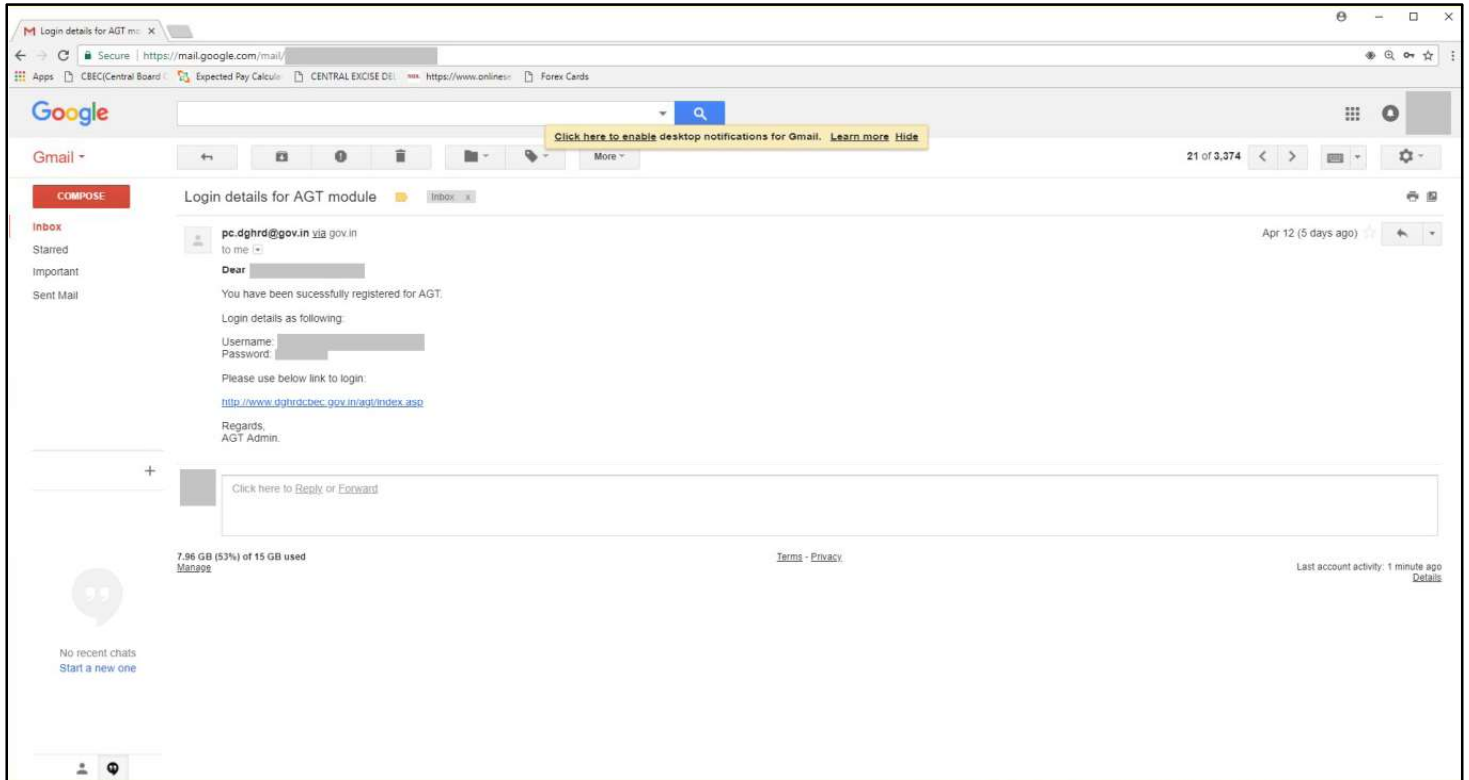 Login details for AGT mo
Secure | https://mail.google.com/mail/
Apps CBEC(Central Board C Expected Pay Calcula CENTRAL EXCISE DEL https://www.onlinese Forex Cards
Google
Click here to enable desktop notifications for Gmail. Learn more Hide
Gmail
More
21 of 3,374
COMPOSE
Login details for AGT module
Inbox x
Inbox
Starred
Important
Sent Mail
pc.dghrd@gov.in via gov.in
Apr 12 (5 days ago)
to me
Dear
You have been sucessfully registered for AGT.
Login details as following:
Username:
Password:
Please use below link to login:
http://www.dghrdcbec.gov.in/agt/index.asp
Regards,
AGT Admin.
Click here to Reply or Forward
7.96 GB (53%) of 15 GB used
Manage
Terms - Privacy
Last account activity: 1 minute ago
Details
No recent chats
Start a new one